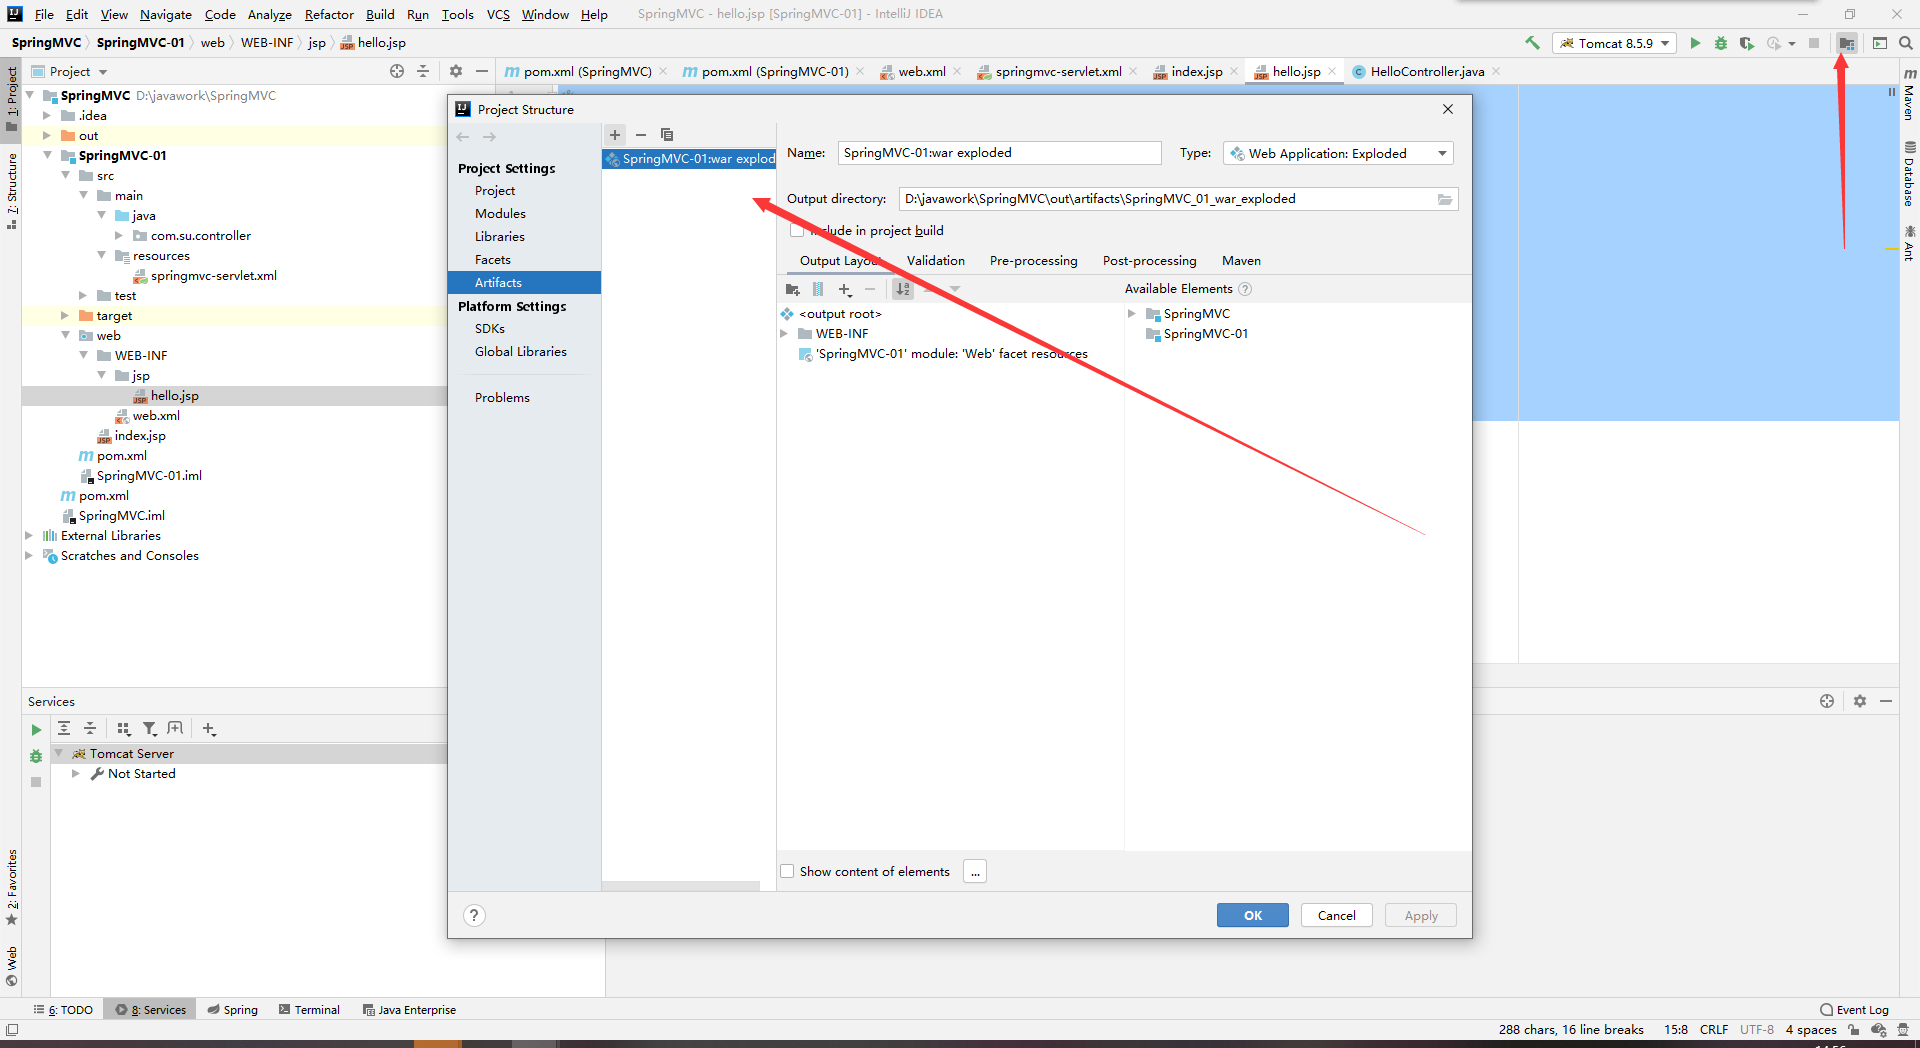 File Edit View Navigate Code Analyze Refactor Build Run Tools VCS Window Help SpringMVC - hello.jsp [SpringMVC-01] - IntelliJ IDEA
SpringMVC SpringMVC-01 web WEB-INF jsp hello.jsp Tomcat 8.5.9
1: Project
7: Structure
2: Favorites
Web
Project
pom.xml (SpringMVC) pom.xml (SpringMVC-01) web.xml springmvc-servlet.xml index.jsp hello.jsp HelloController.java
Maven
Database
Ant
SpringMVC D:\javawork\SpringMVC
.idea
out
SpringMVC-01
src
main
java
com.su.controller
resources
springmvc-servlet.xml
test
target
web
WEB-INF
jsp
hello.jsp
web.xml
index.jsp
pom.xml
SpringMVC-01.iml
pom.xml
SpringMVC.iml
External Libraries
Scratches and Consoles
Project Structure
Project Settings
Project
Modules
Libraries
Facets
Artifacts
Platform Settings
SDKs
Global Libraries
Problems
SpringMVC-01:war explod
Name: SpringMVC-01:war exploded Type: Web Application: Exploded
Output directory: D:\javawork\SpringMVC\out\artifacts\SpringMVC_01_war_exploded
Include in project build
Output Layout Validation Pre-processing Post-processing Maven
Available Elements
<output root>
WEB-INF
'SpringMVC-01' module: 'Web' facet resources
SpringMVC
SpringMVC-01
Show content of elements ...
? OK Cancel Apply
Services
Tomcat Server
Not Started
6: TODO 8: Services Spring Terminal Java Enterprise Event Log
288 chars, 16 line breaks 15:8 CRLF UTF-8 4 spaces